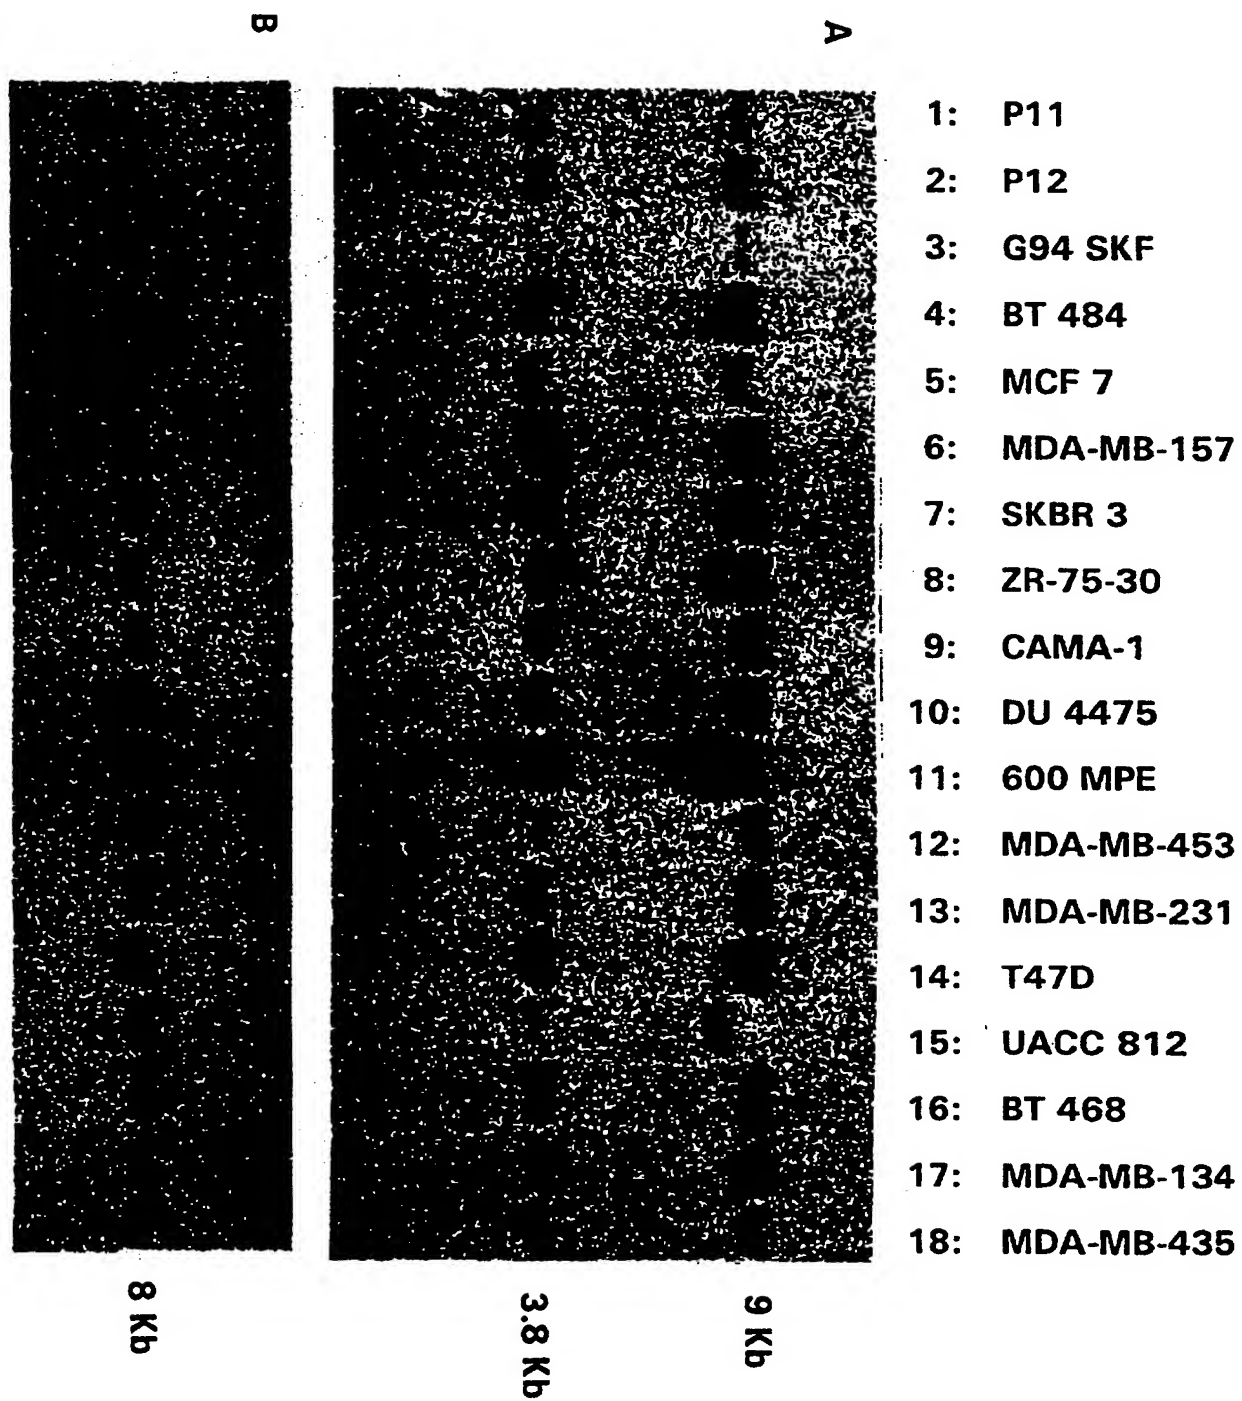 B
A
1: P11
2: P12
3: G94 SKF
4: BT 484
5: MCF 7
6: MDA-MB-157
7: SKBR 3
8: ZR-75-30
9: CAMA-1
10: DU 4475
11: 600 MPE
12: MDA-MB-453
13: MDA-MB-231
14: T47D
15: UACC 812
16: BT 468
17: MDA-MB-134
18: MDA-MB-435
8 Kb
3.8 Kb
9 Kb